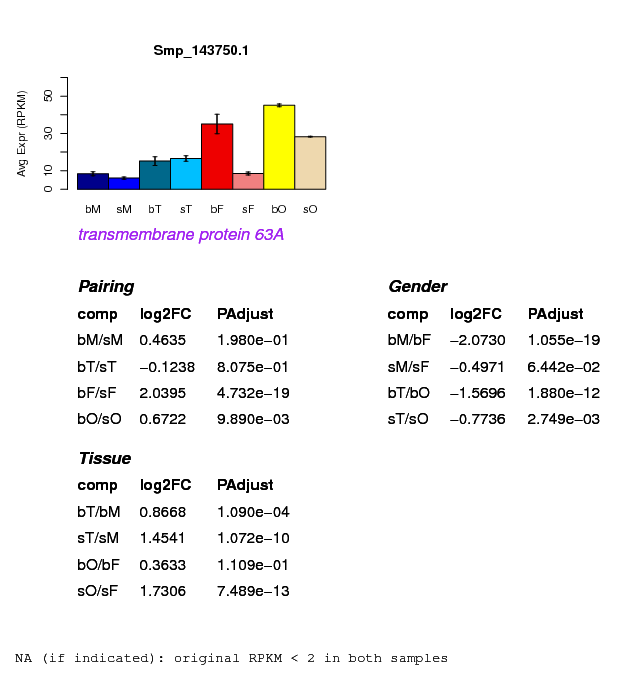 Smp_143750.1
Avg Expr (RPKM)
50
30
10
0
bM sM bT sT bF sF bO sO
transmembrane protein 63A
Pairing
comp log2FC PAdjust
bM/sM 0.4635 1.980e−01
bT/sT −0.1238 8.075e−01
bF/sF 2.0395 4.732e−19
bO/sO 0.6722 9.890e−03
Gender
comp log2FC PAdjust
bM/bF −2.0730 1.055e−19
sM/sF −0.4971 6.442e−02
bT/bO −1.5696 1.880e−12
sT/sO −0.7736 2.749e−03
Tissue
comp log2FC PAdjust
bT/bM 0.8668 1.090e−04
sT/sM 1.4541 1.072e−10
bO/bF 0.3633 1.109e−01
sO/sF 1.7306 7.489e−13
NA (if indicated): original RPKM < 2 in both samples